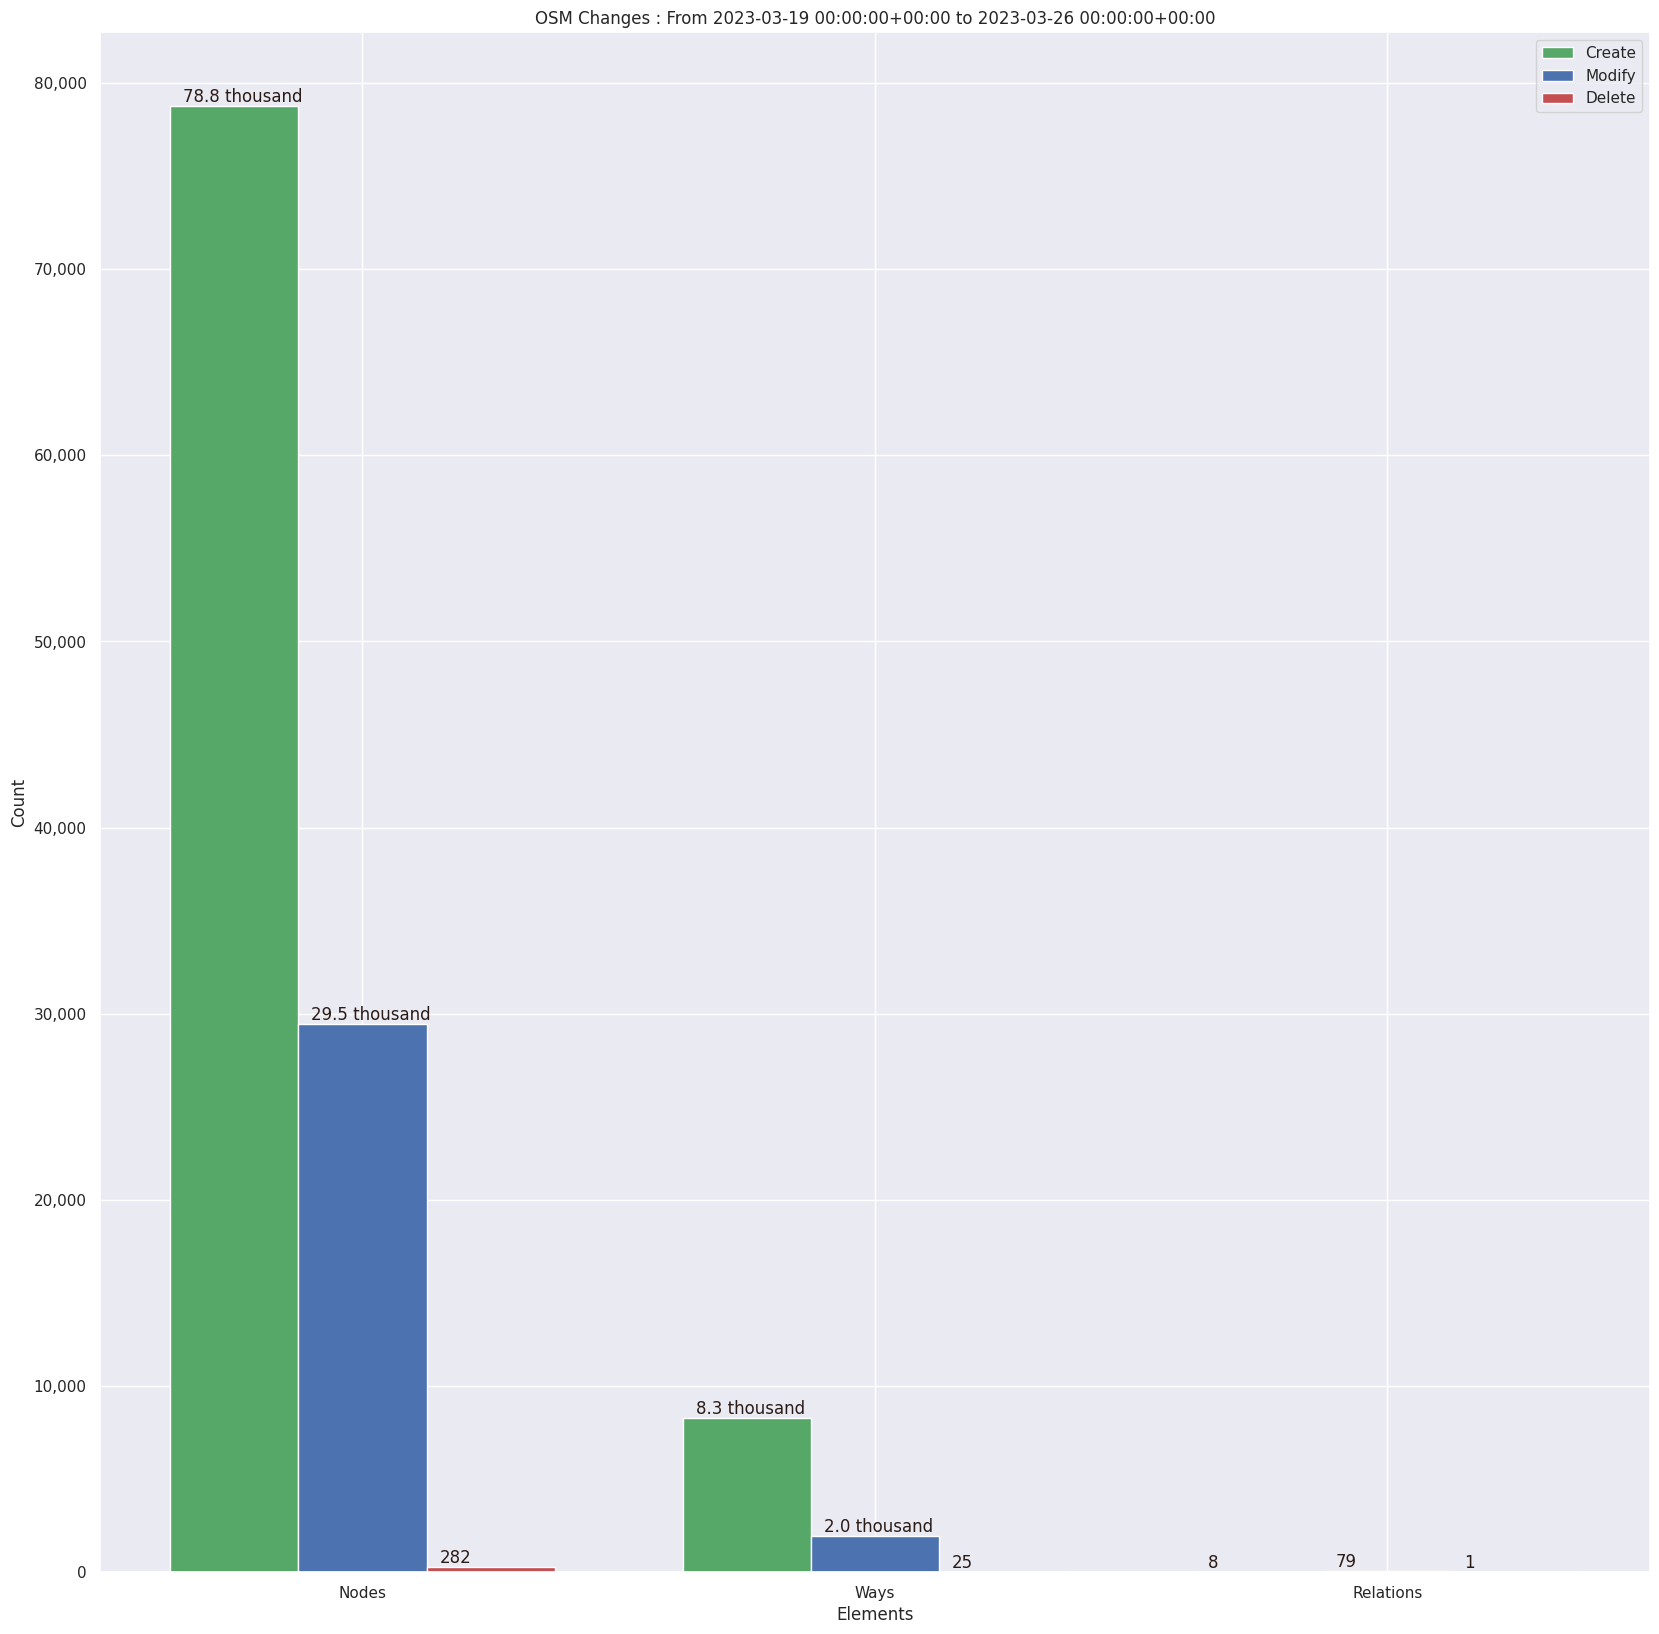 OSM Changes : From 2023-03-19 00:00:00+00:00 to 2023-03-26 00:00:00+00:00
Create
Modify
Delete
80,000
78.8 thousand
70,000
60,000
50,000
Count
40,000
30,000
29.5 thousand
20,000
10,000
8.3 thousand
2.0 thousand
282
25
8
79
1
0
Nodes
Ways
Relations
Elements